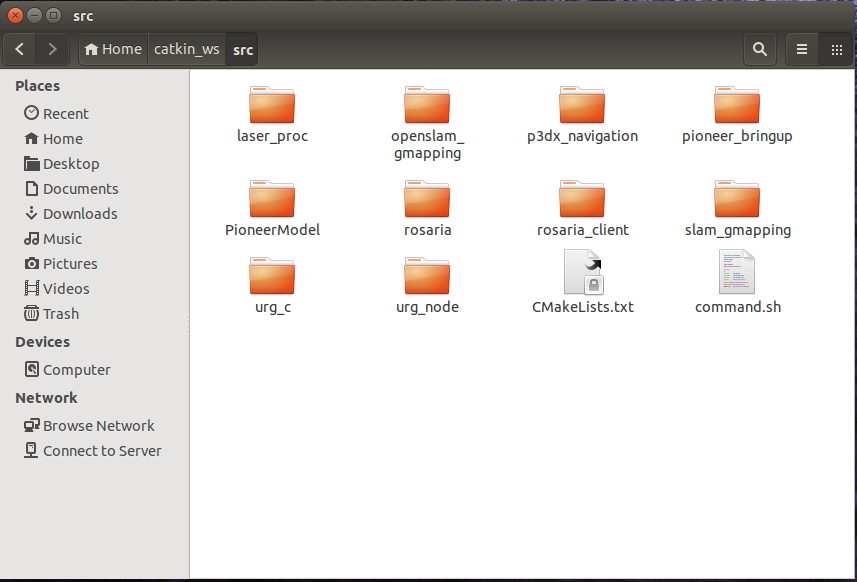 src
Home
catkin_ws
src
Places
Recent
Home
Desktop
Documents
Downloads
Music
Pictures
Videos
Trash
Devices
Computer
Network
Browse Network
Connect to Server
laser_proc
openslam_
gmapping
p3dx_navigation
pioneer_bringup
PioneerModel
rosaria
rosaria_client
slam_gmapping
urg_c
urg_node
CMakeLists.txt
command.sh